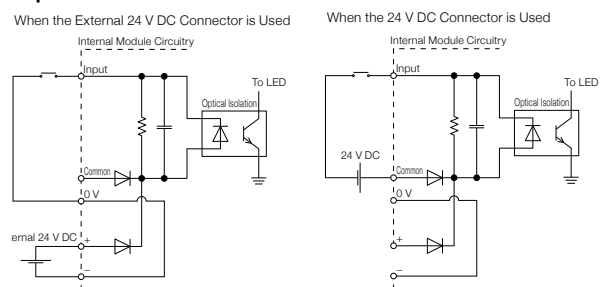 When the External 24 V DC Connector is Used
Internal Module Circuitry
Input
To LED
Optical Isolation
Common
0 V
ernal 24 V DC
+
−
When the 24 V DC Connector is Used
Internal Module Circuitry
Input
To LED
Optical Isolation
24 V DC
Common
0 V
+
−